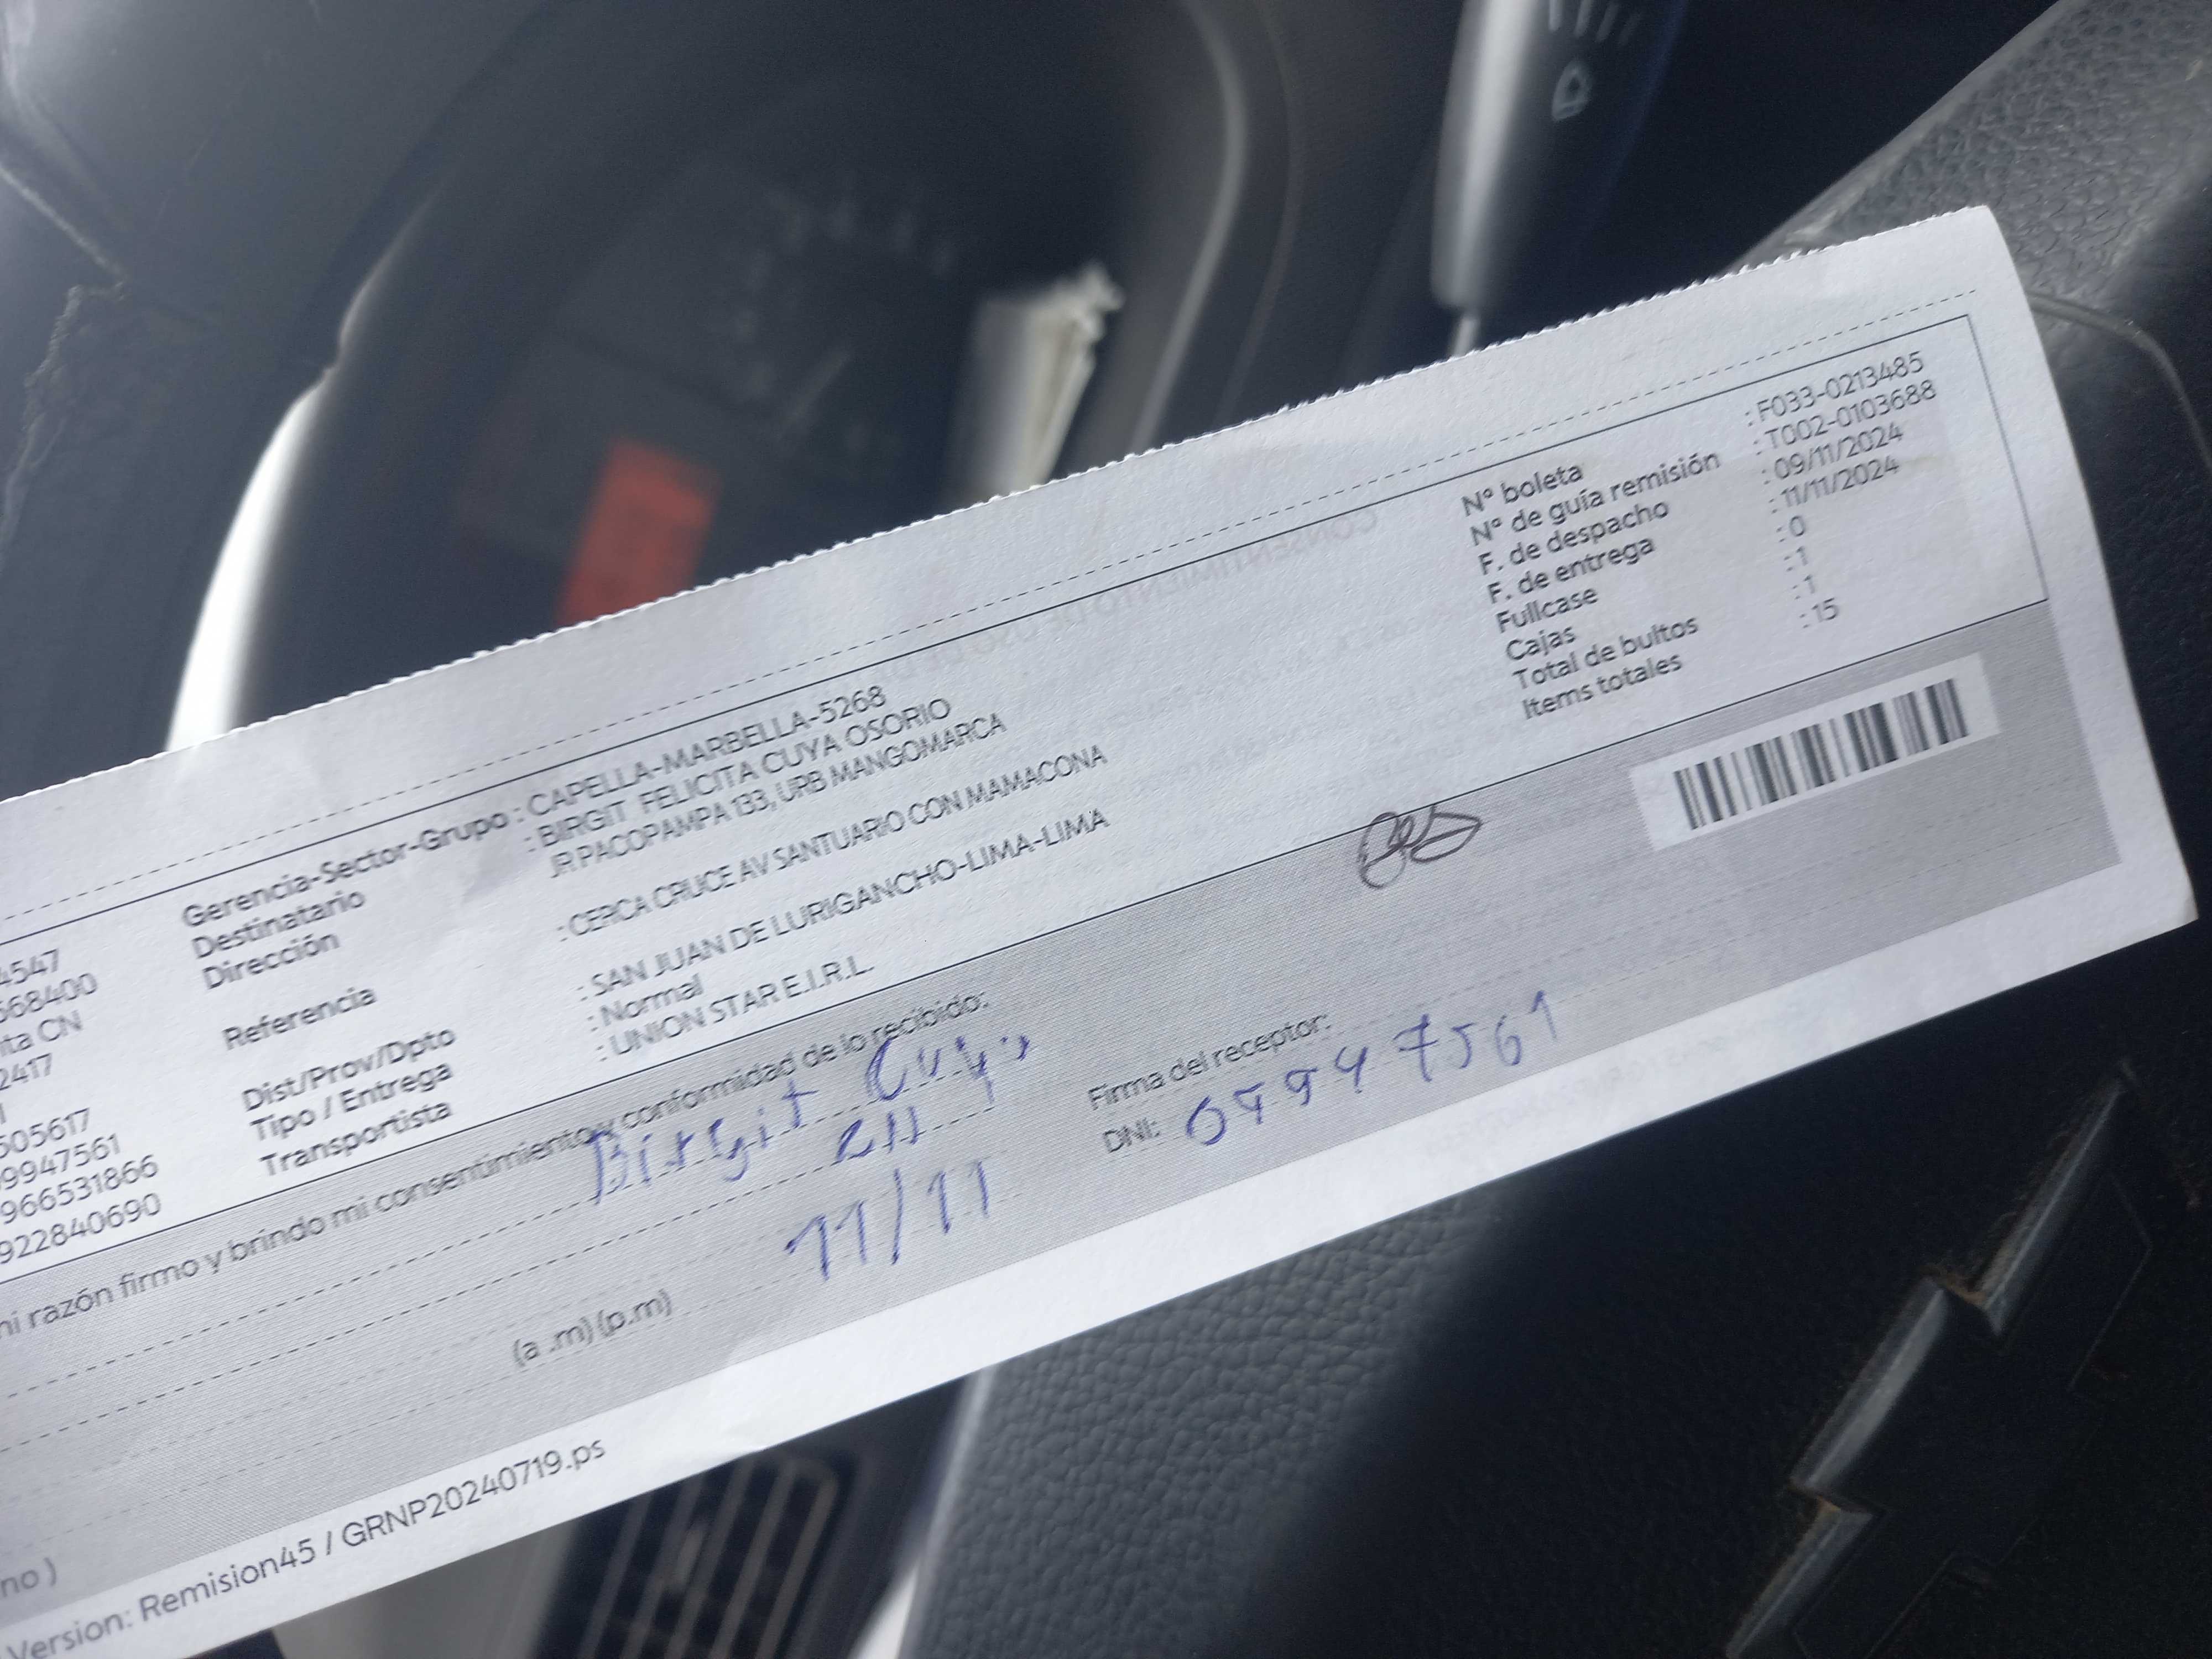 4547
568400
ita CN
2417
1
505617
9947561
966531866
922840690
Gerencia-Sector-Grupo : CAPELLA-MARBELLA-5268
Destinatario : BIRGIT FELICITA CUYA OSORIO
Dirección JR PACOPAMPA 133, URB MANGOMARCA
Referencia : CERCA CRUCE AV SANTUARIO CON MAMACONA
Dist/Prov/Dpto : SAN JUAN DE LURIGANCHO-LIMA-LIMA
Tipo / Entrega : Normal
Transportista : UNION STAR E.I.R.L.
N° boleta : F033-0213485
N° de guía remisión : T002-0103688
F. de despacho : 09/11/2024
F. de entrega : 11/11/2024
Fullcase : 0
Cajas : 1
Total de bultos : 1
Items totales : 15
mi razón firmo y brindo mi consentimiento y conformidad de lo recibido:
Birgit Cuya
11/11
(a .m) (p.m)
Firma del receptor:
DNI: 09947561
no )
Version: Remision45 / GRNP20240719.ps